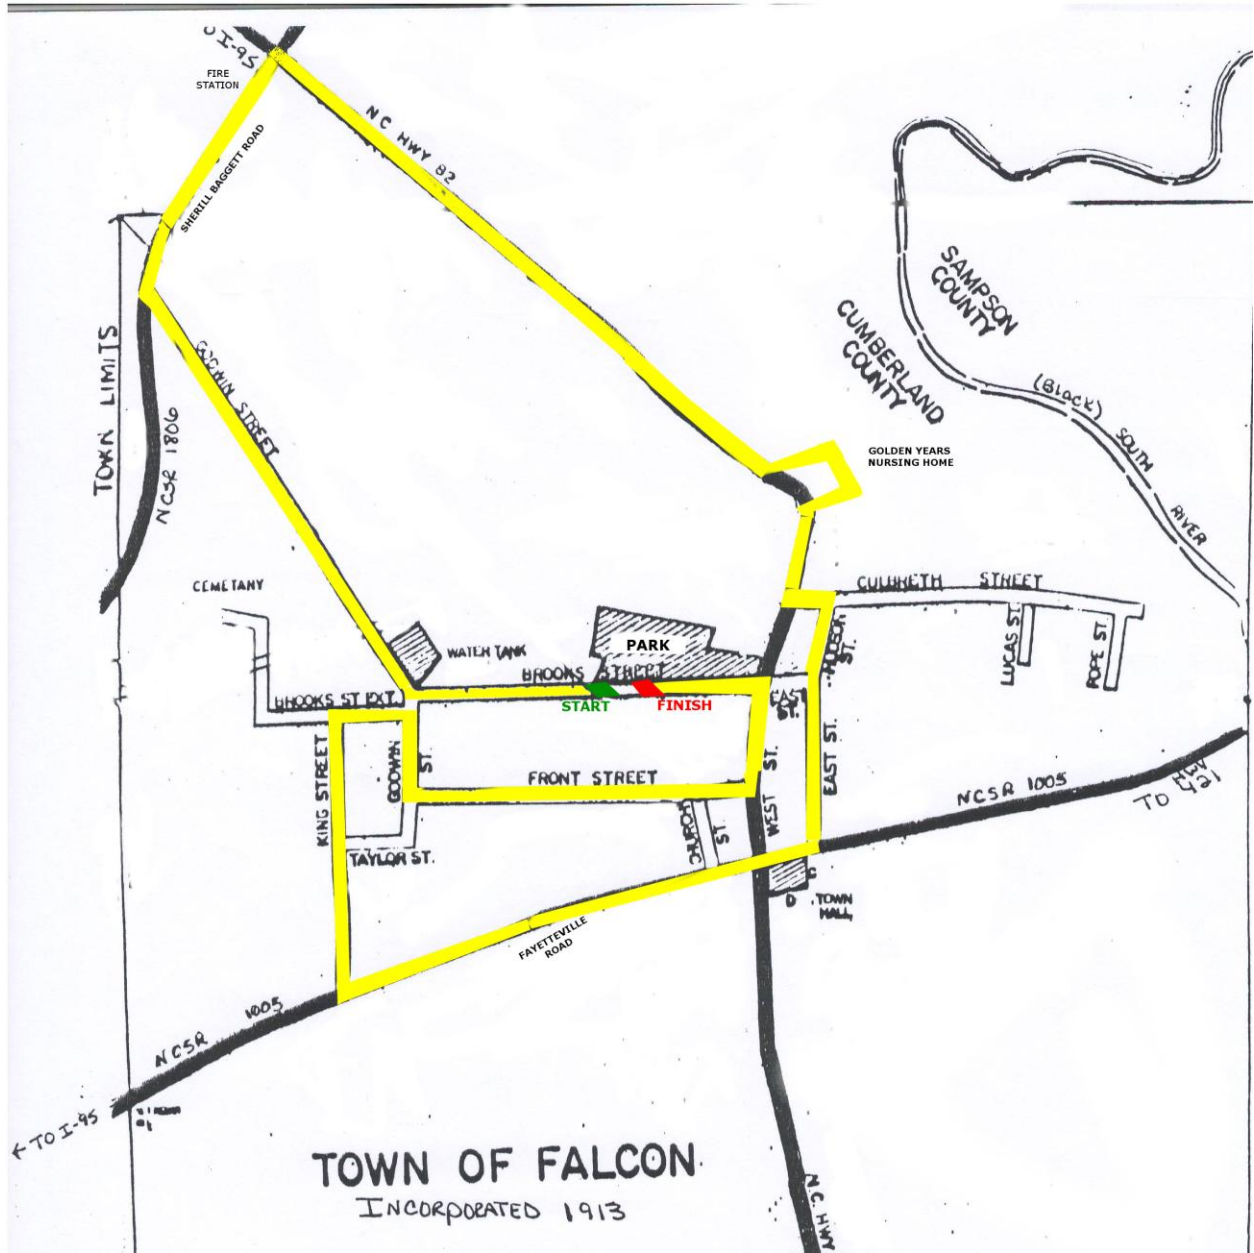 I-95
FIRE
STATION
NC HWY 82
SHERILL BAGGETT ROAD
SAMPSON
COUNTY
CUMBERLAND
COUNTY
TOWN LIMITS
NCSR 1806
GODWIN STREET
(BLACK) SOUTH RIVER
GOLDEN YEARS
NURSING HOME
CEMETARY
CULBRETH STREET
WATER TANK
PARK
BROOKS STREET
HUDSON
ST.
LUCAS ST.
POPE ST.
BROOKS ST EXT.
START
FINISH
EAST
ST.
KING STREET
GODWIN
ST.
FRONT STREET
WEST ST.
EAST ST.
NCSR 1005
TO
HWY
421
CHURCH
ST.
TAYLOR ST.
TOWN
HALL
FAYETTEVILLE
ROAD
NCSR 1005
← TO I-95
TOWN OF FALCON
INCORPORATED 1913
N.C. HWY